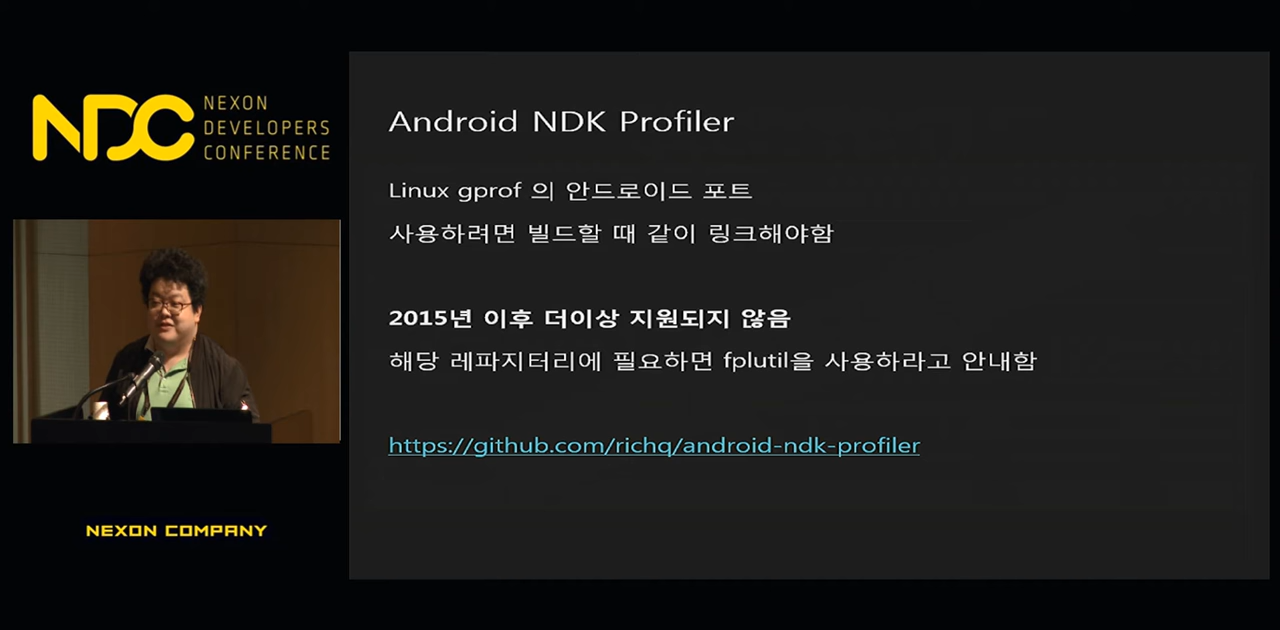 NDC
NEXON
DEVELOPERS
CONFERENCE
Android NDK Profiler
Linux gprof 의 안드로이드 포트
사용하려면 빌드할 때 같이 링크해야함
2015년 이후 더이상 지원되지 않음
해당 레파지터리에 필요하면 fplutil을 사용하라고 안내함
https://github.com/richq/android-ndk-profiler
NEXON COMPANY